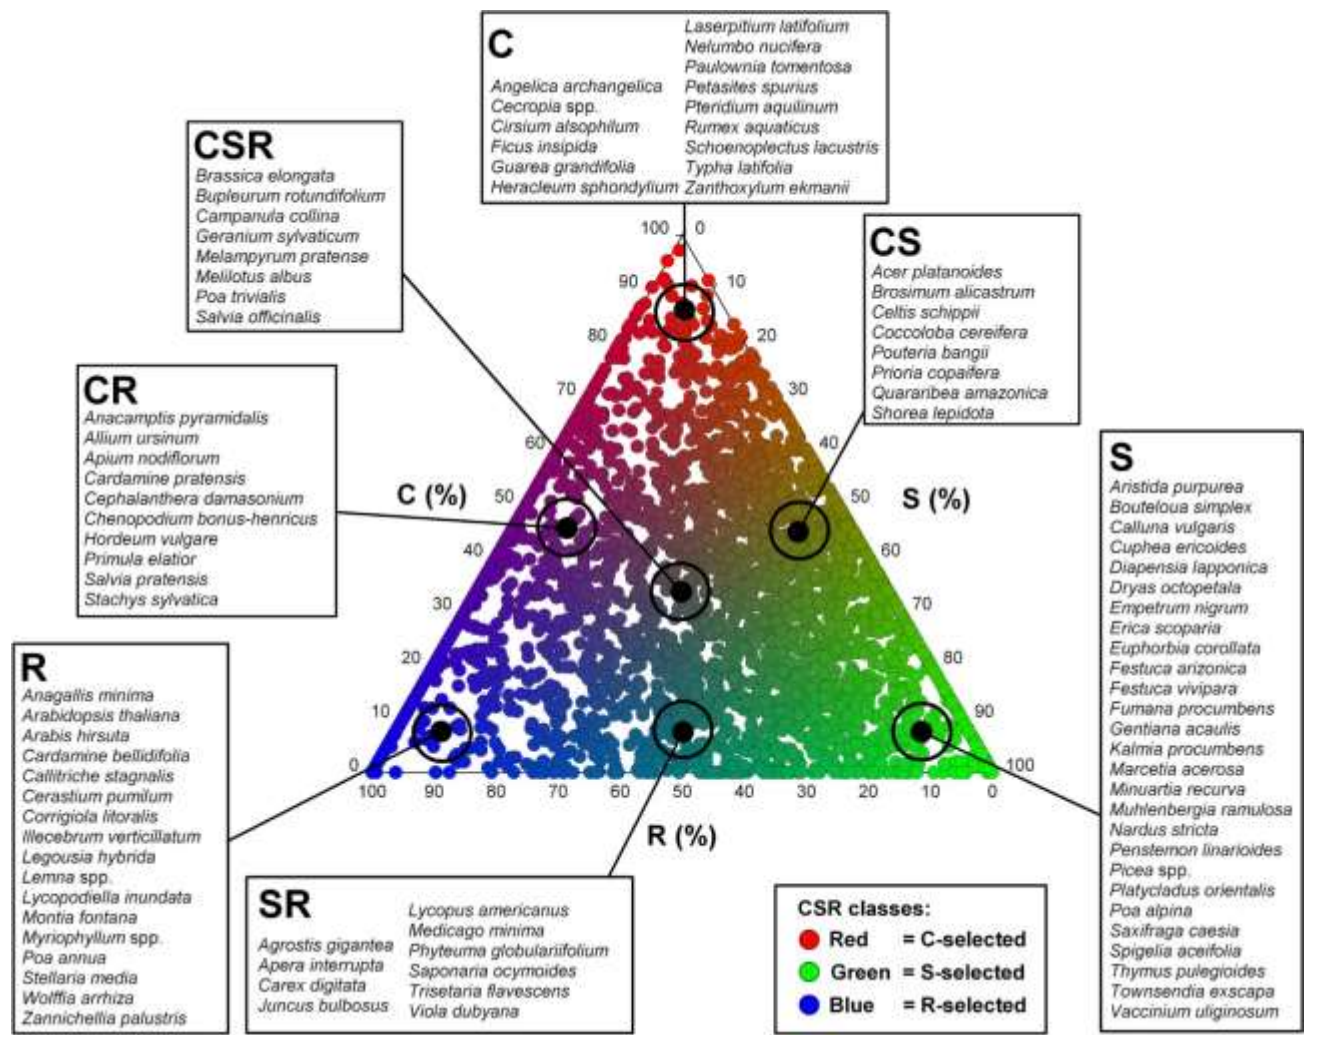 C
Angelica archangelica
Cecropia spp.
Cirsium alsophilum
Ficus insipida
Guarea grandifolia
Heracleum sphondylium
Laserpitium latifolium
Nelumbo nucifera
Paulownia tomentosa
Petasites spurius
Pteridium aquilinum
Rumex aquaticus
Schoenoplectus lacustris
Typha latifolia
Zanthoxylum ekmanii
CSR
Brassica elongata
Bupleurum rotundifolium
Campanula collina
Geranium sylvaticum
Melampyrum pratense
Melilotus albus
Poa trivialis
Salvia officinalis
CS
Acer platanoides
Brosimum alicastrum
Celtis schippii
Coccoloba cereifera
Pouteria bangii
Prioria copaifera
Quararibea amazonica
Shorea lepidota
CR
Anacamptis pyramidalis
Allium ursinum
Apium nodiflorum
Cardamine pratensis
Cephalanthera damasonium
Chenopodium bonus-henricus
Hordeum vulgare
Primula elatior
Salvia pratensis
Stachys sylvatica
S
Aristida purpurea
Bouteloua simplex
Calluna vulgaris
Cuphea ericoides
Diapensia lapponica
Dryas octopetala
Empetrum nigrum
Erica scoparia
Euphorbia corollata
Festuca arizonica
Festuca vivipara
Fumana procumbens
Gentiana acaulis
Kalmia procumbens
Marcetia acerosa
Minuartia recurva
Muhlenbergia ramulosa
Nardus stricta
Penstemon linarioides
Picea spp.
Platycladus orientalis
Poa alpina
Saxifraga caesia
Spigelia aceifolia
Thymus pulegioides
Townsendia exscapa
Vaccinium uliginosum
R
Anagallis minima
Arabidopsis thaliana
Arabis hirsuta
Cardamine bellidifolia
Callitriche stagnalis
Cerastium pumilum
Corrigiola litoralis
Illecebrum verticillatum
Legousia hybrida
Lemna spp.
Lycopodiella inundata
Montia fontana
Myriophyllum spp.
Poa annua
Stellaria media
Wolffia arrhiza
Zannichellia palustris
SR
Agrostis gigantea
Apera interrupta
Carex digitata
Juncus bulbosus
Lycopus americanus
Medicago minima
Phyteuma globulariifolium
Saponaria ocymoides
Trisetaria flavescens
Viola dubyana
C (%)
100
90
80
70
60
50
40
30
20
10
0
S (%)
0
10
20
30
40
50
60
70
80
90
100
100 90 80 70 60 50 40 30 20 10 0
R (%)
CSR classes:
Red = C-selected
Green = S-selected
Blue = R-selected